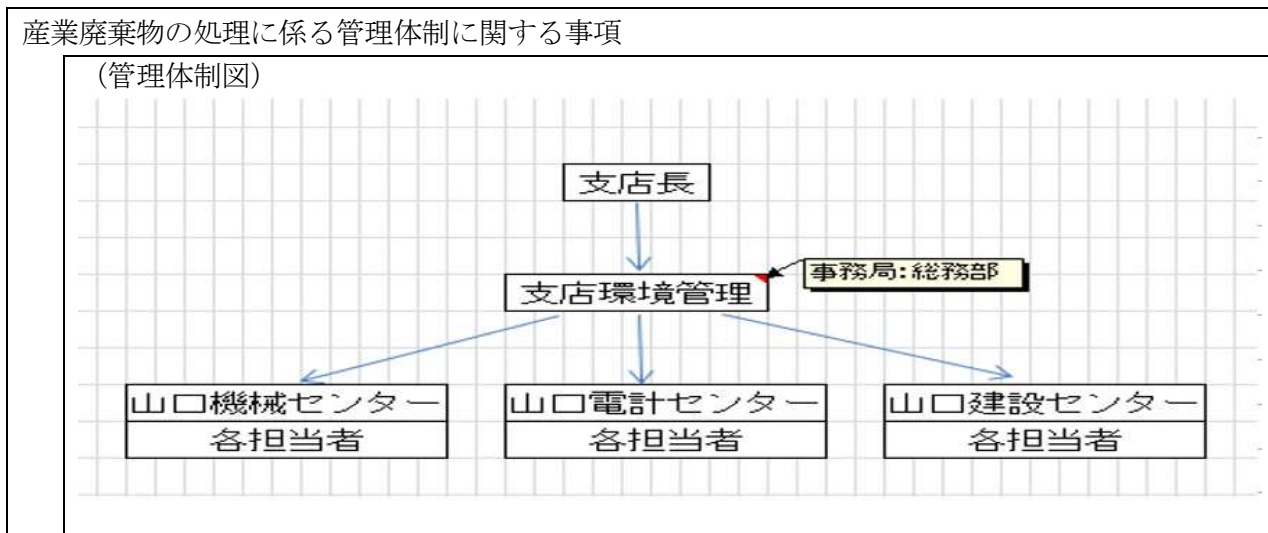 産業廃棄物の処理に係る管理体制に関する事項
（管理体制図）
支店長
事務局:総務部
支店環境管理
山口機械センター
各担当者
山口電計センター
各担当者
山口建設センター
各担当者